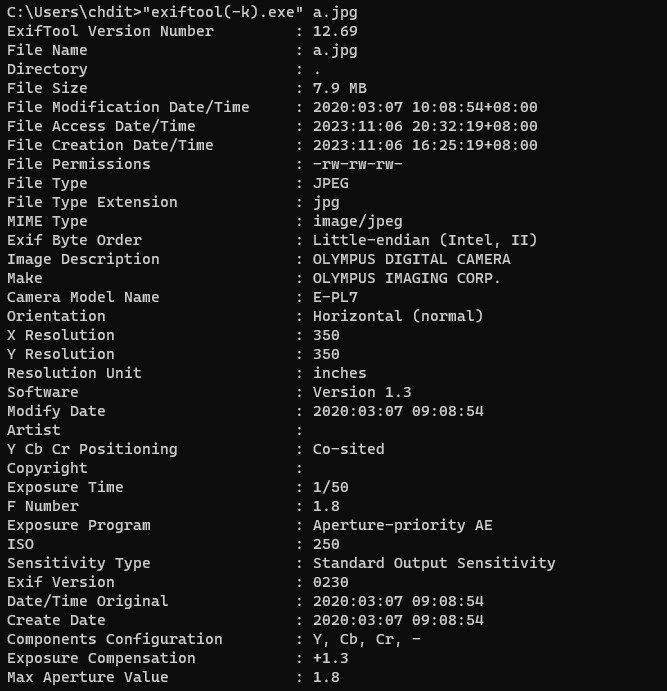 C:\Users\chdit>"exiftool(-k).exe" a.jpg
ExifTool Version Number : 12.69
File Name : a.jpg
Directory : .
File Size : 7.9 MB
File Modification Date/Time : 2020:03:07 10:08:54+08:00
File Access Date/Time : 2023:11:06 20:32:19+08:00
File Creation Date/Time : 2023:11:06 16:25:19+08:00
File Permissions : -rw-rw-rw-
File Type : JPEG
File Type Extension : jpg
MIME Type : image/jpeg
Exif Byte Order : Little-endian (Intel, II)
Image Description : OLYMPUS DIGITAL CAMERA
Make : OLYMPUS IMAGING CORP.
Camera Model Name : E-PL7
Orientation : Horizontal (normal)
X Resolution : 350
Y Resolution : 350
Resolution Unit : inches
Software : Version 1.3
Modify Date : 2020:03:07 09:08:54
Artist :
Y Cb Cr Positioning : Co-sited
Copyright :
Exposure Time : 1/50
F Number : 1.8
Exposure Program : Aperture-priority AE
ISO : 250
Sensitivity Type : Standard Output Sensitivity
Exif Version : 0230
Date/Time Original : 2020:03:07 09:08:54
Create Date : 2020:03:07 09:08:54
Components Configuration : Y, Cb, Cr, -
Exposure Compensation : +1.3
Max Aperture Value : 1.8